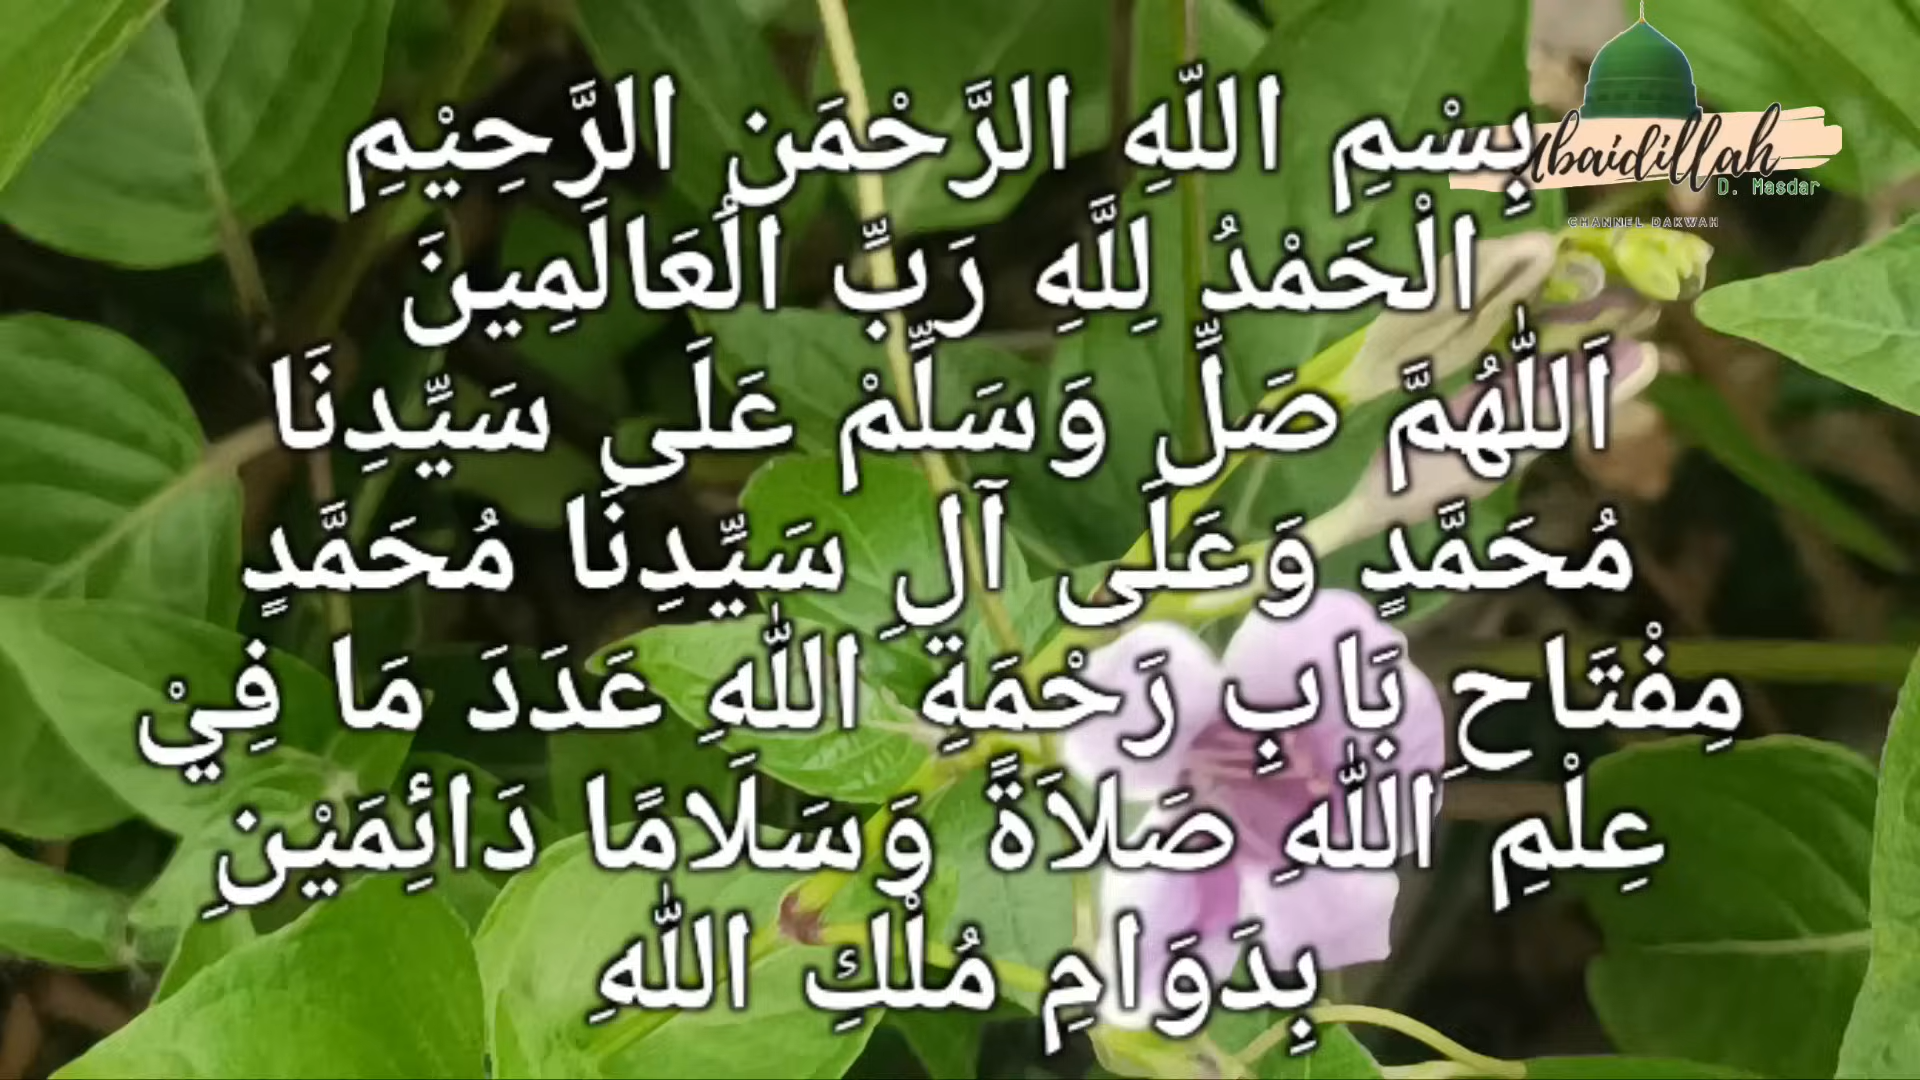 بِسْمِ اللّهِ الرَّحْمَنِ الرَّحِيْمِ
الْحَمْدُ لِلَّهِ رَبِّ الْعَالَمِينَ
اَللّٰهُمَّ صَلِّ وَسَلِّمْ عَلَى سَيِّدِنَا
مُحَمَّدٍ وَعَلَى آلِ سَيِّدِنَا مُحَمَّدٍ
مِفْتَاحِ بَابِ رَحْمَةِ اللّٰهِ عَدَدَ مَا فِيْ
عِلْمِ اللّٰهِ صَلاَةً وَسَلَامًا دَائِمَيْنِ
بِدَوَامِ مُلْكِ اللّٰهِ
Ubaidillah
D. Masdar
CHANNEL DAKWAH